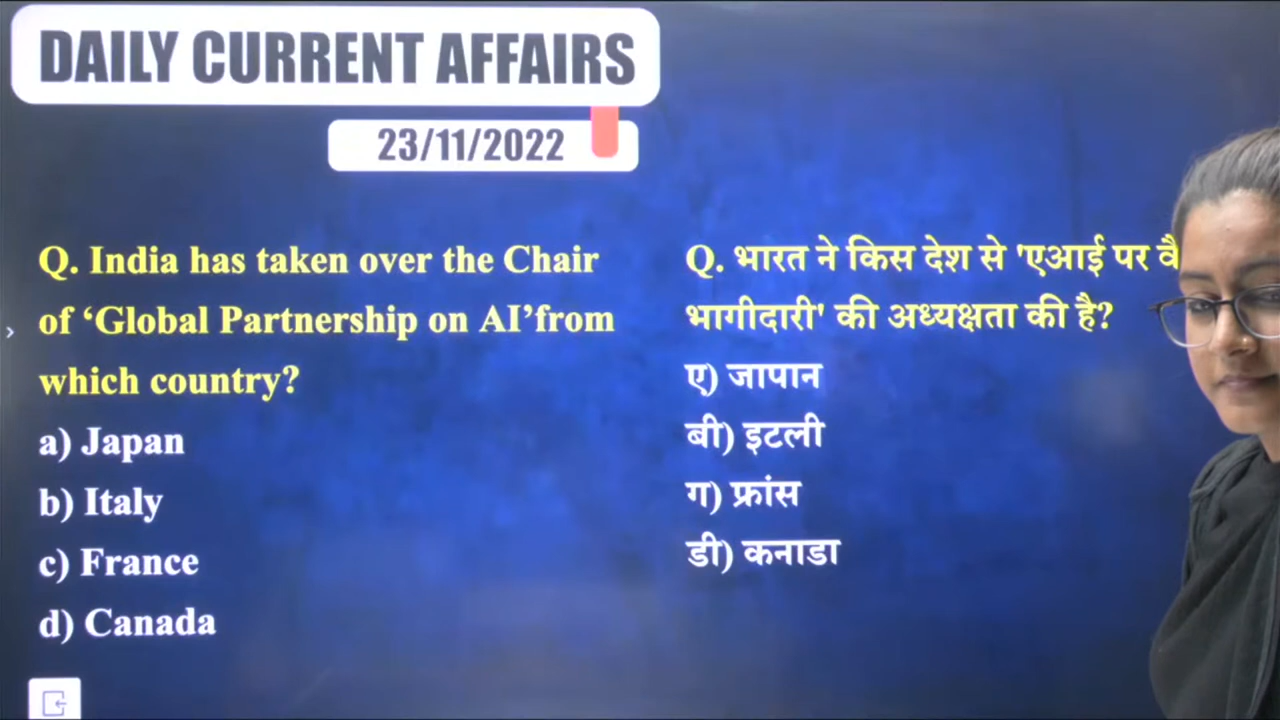 DAILY CURRENT AFFAIRS
23/11/2022
Q. India has taken over the Chair
of ‘Global Partnership on AI’from
which country?
a) Japan
b) Italy
c) France
d) Canada
Q. भारत ने किस देश से 'एआई पर
भागीदारी' की अध्यक्षता की है?
ए) जापान
बी) इटली
ग) फ्रांस
डी) कनाडा